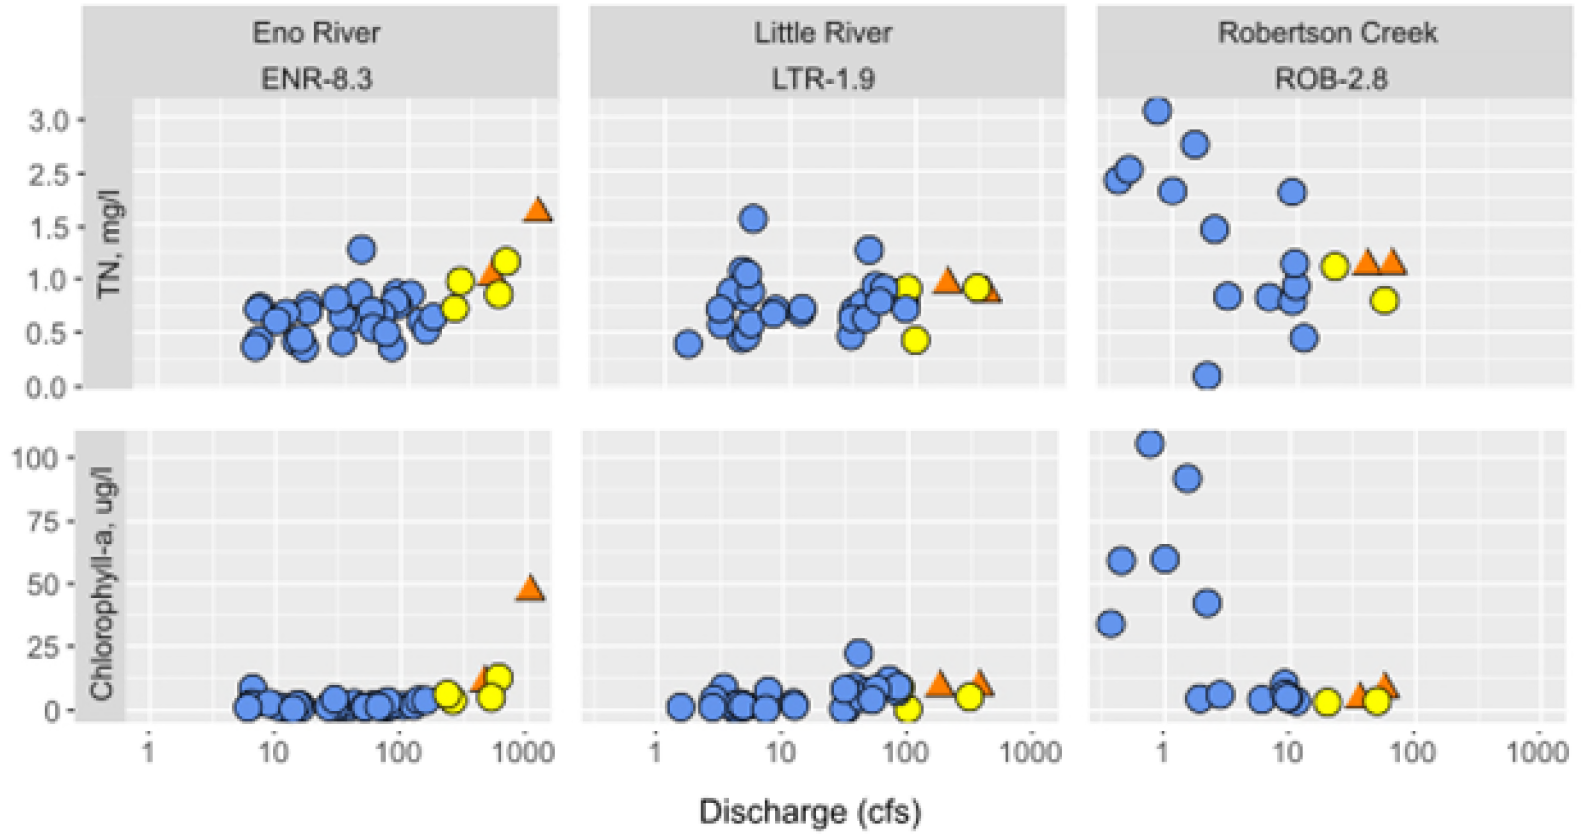 Eno River
Little River
Robertson Creek
ENR-8.3
LTR-1.9
ROB-2.8
TN, mg/l
3.0
2.5
1.5
1.0
0.5
0.0
Chlorophyll-a, ug/l
100
75
50
25
0
1 10 100 1000
1 10 100 1000
1 10 100 1000
Discharge (cfs)